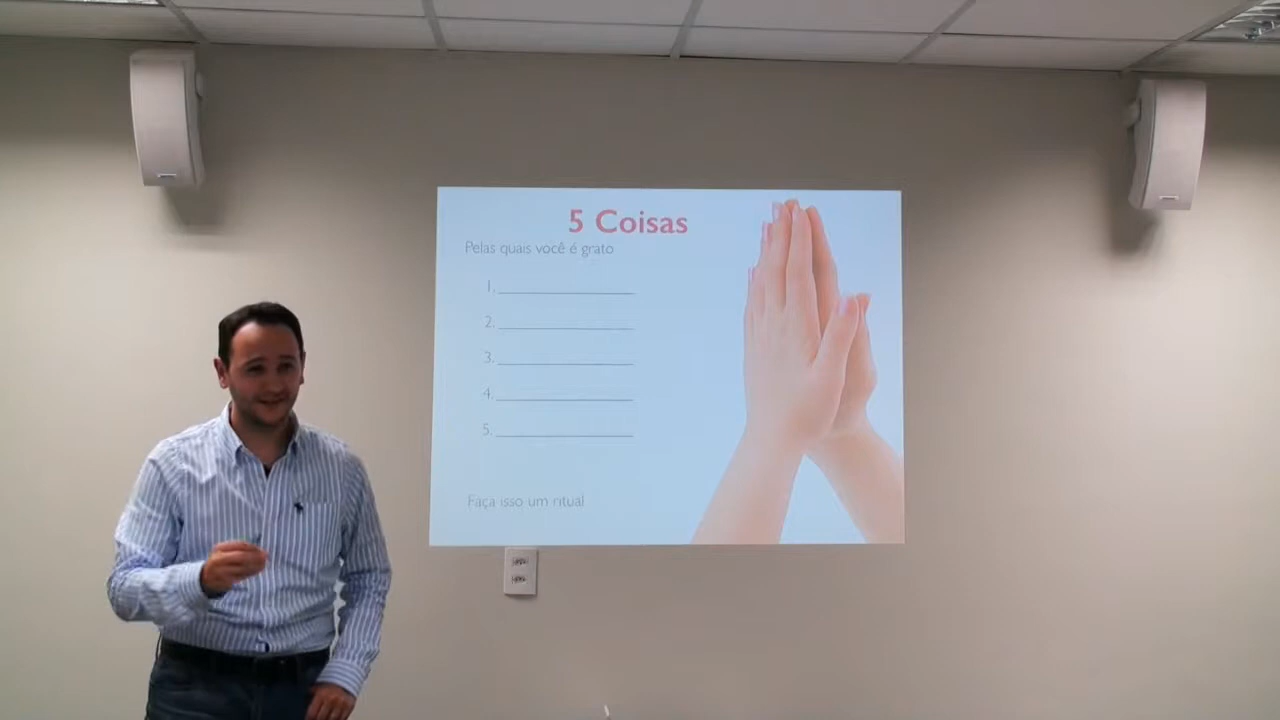 5 Coisas
Pelas quais você é grato
1.
2.
3.
4.
5.
Faça isso um ritual